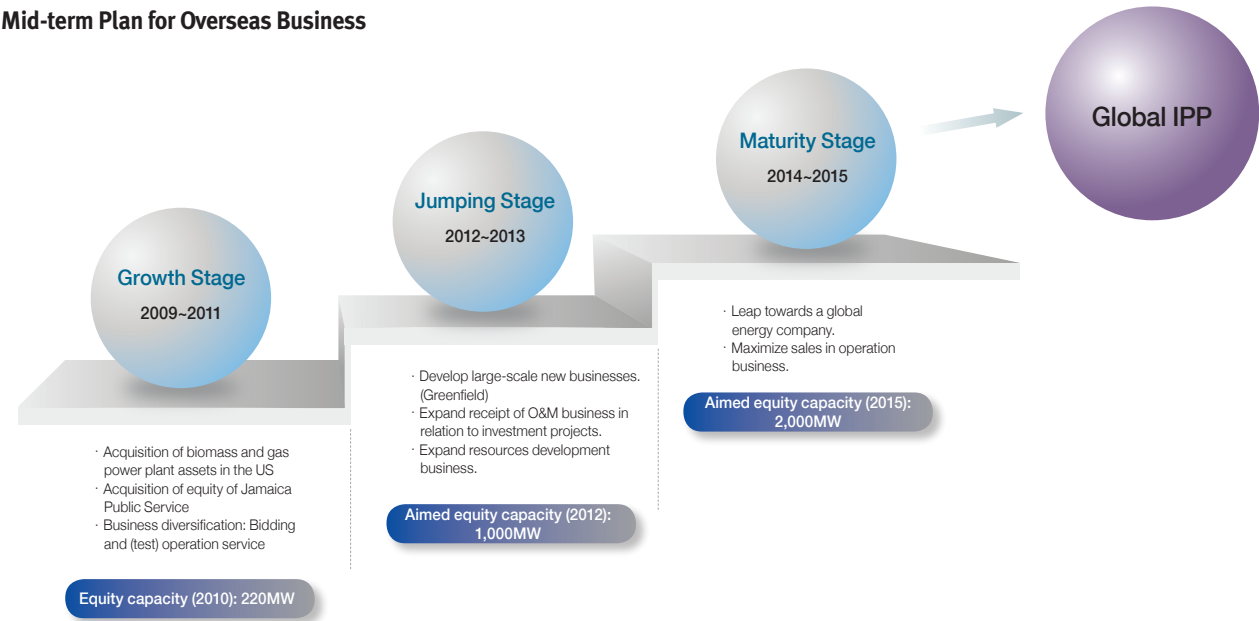 Mid-term Plan for Overseas Business
Growth Stage
2009~2011
· Acquisition of biomass and gas
power plant assets in the US
· Acquisition of equity of Jamaica
Public Service
· Business diversification: Bidding
and (test) operation service
Equity capacity (2010): 220MW
Jumping Stage
2012~2013
· Develop large-scale new businesses.
(Greenfield)
· Expand receipt of O&M business in
relation to investment projects.
· Expand resources development
business.
Aimed equity capacity (2012):
1,000MW
Maturity Stage
2014~2015
· Leap towards a global
energy company.
· Maximize sales in operation
business.
Aimed equity capacity (2015):
2,000MW
Global IPP